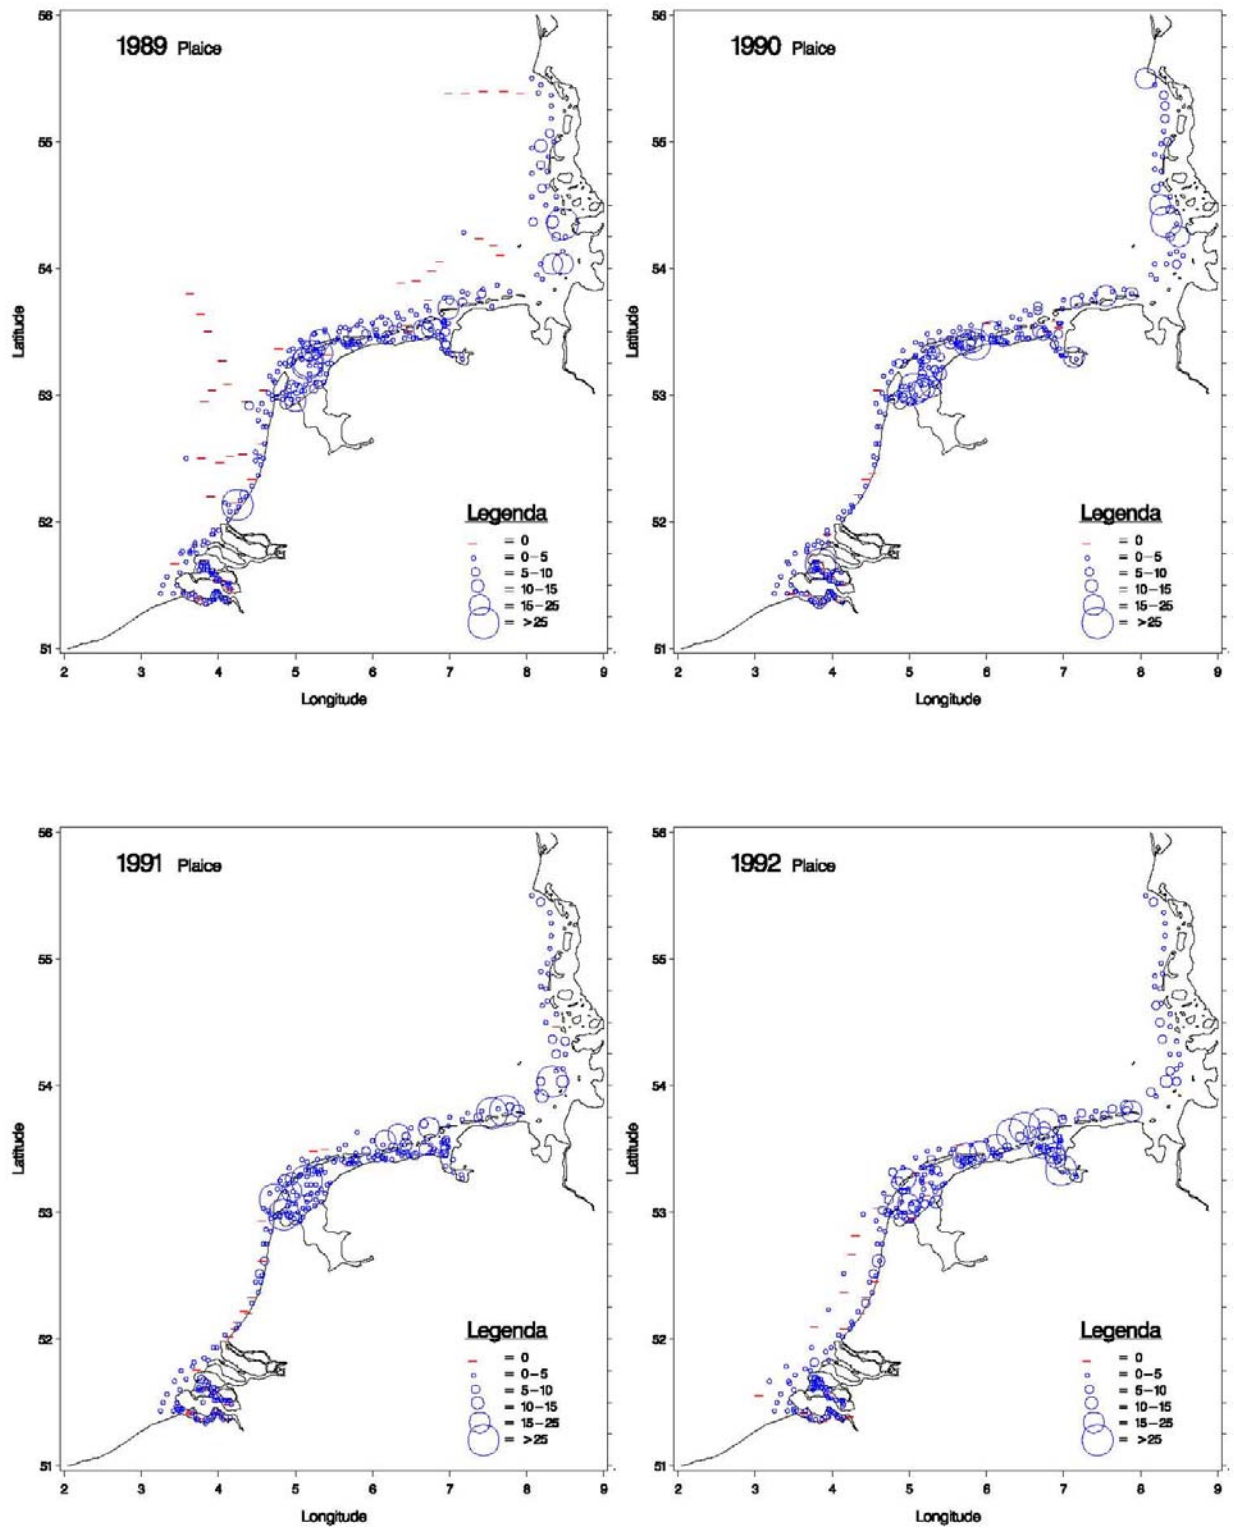 1989 Plaice
56
55
54
53
52
51
Latitude
2 3 4 5 6 7 8 9
Longitude
Legenda
= 0
= 0-5
= 5-10
= 10-15
= 15-25
= >25
1990 Plaice
56
55
54
53
52
51
Latitude
2 3 4 5 6 7 8 9
Longitude
Legenda
= 0
= 0-5
= 5-10
= 10-15
= 15-25
= >25
1991 Plaice
56
55
54
53
52
51
Latitude
2 3 4 5 6 7 8 9
Longitude
Legenda
= 0
= 0-5
= 5-10
= 10-15
= 15-25
= >25
1992 Plaice
56
55
54
53
52
51
Latitude
2 3 4 5 6 7 8 9
Longitude
Legenda
= 0
= 0-5
= 5-10
= 10-15
= 15-25
= >25